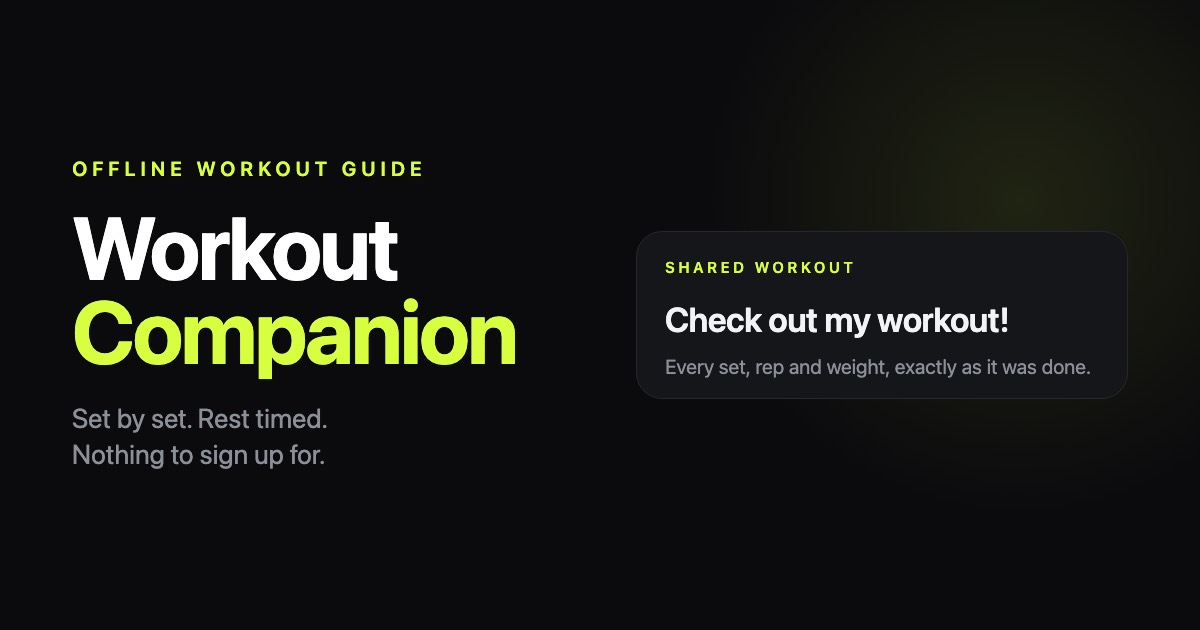 OFFLINE WORKOUT GUIDE
Workout
Companion
Set by set. Rest timed.
Nothing to sign up for.
SHARED WORKOUT
Check out my workout!
Every set, rep and weight, exactly as it was done.